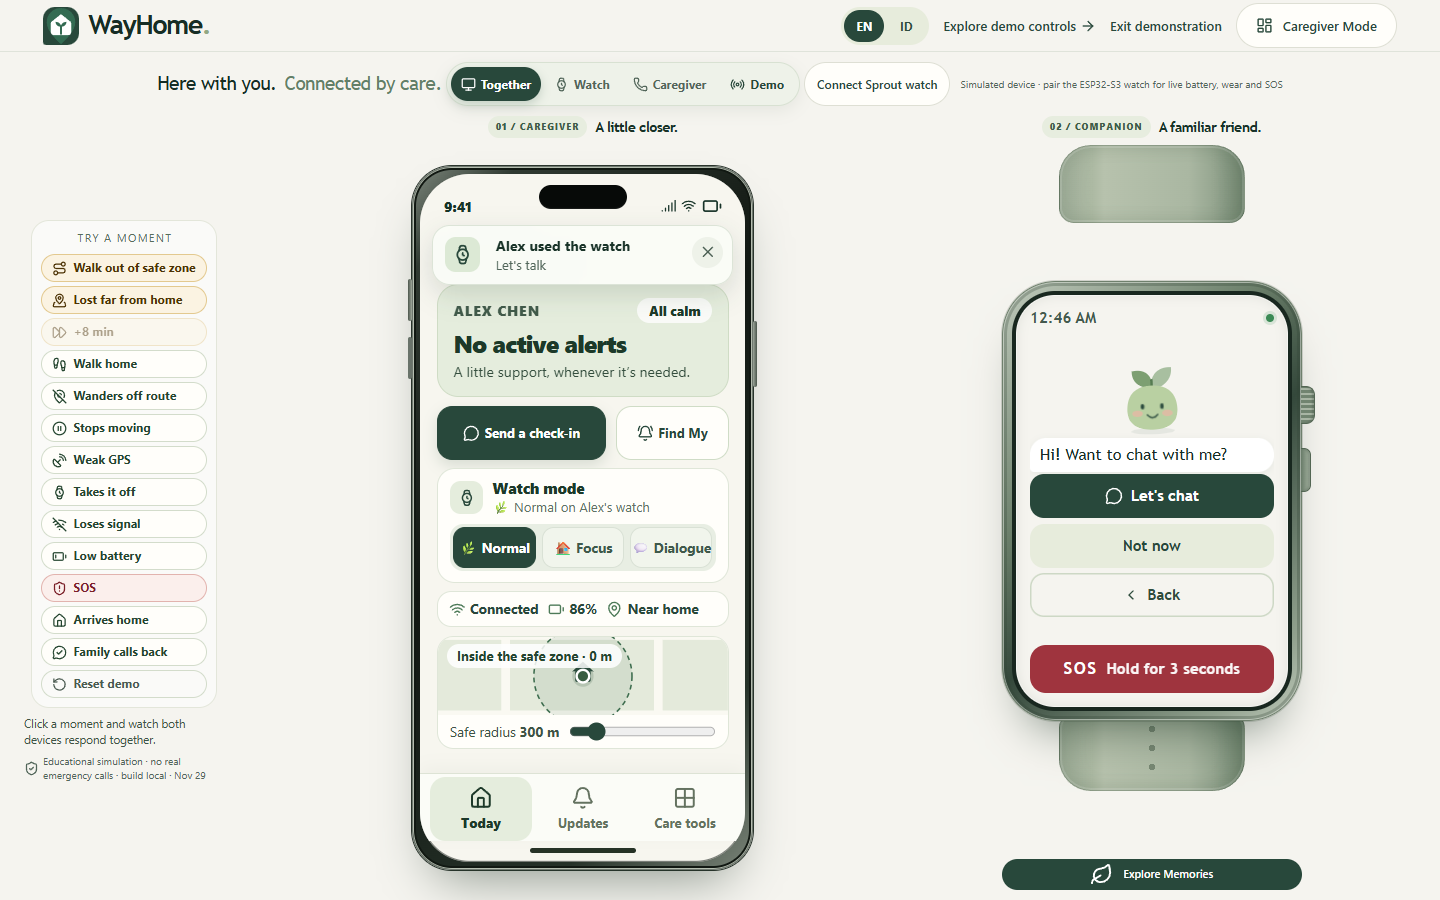 WayHome.
EN ID Explore demo controls Exit demonstration Caregiver Mode
Here with you. Connected by care. Together Watch Caregiver Demo Connect Sprout watch Simulated device · pair the ESP32-S3 watch for live battery, wear and SOS
01 / CAREGIVER A little closer.
02 / COMPANION A familiar friend.
TRY A MOMENT
Walk out of safe zone
Lost far from home
+8 min
Walk home
Wanders off route
Stops moving
Weak GPS
Takes it off
Loses signal
Low battery
SOS
Arrives home
Family calls back
Reset demo
Click a moment and watch both
devices respond together.
Educational simulation · no real
emergency calls · build local · Nov 29
9:41
Alex used the watch
Let's talk
ALEX CHEN All calm
No active alerts
A little support, whenever it's needed.
Send a check-in Find My
Watch mode
Normal on Alex's watch
Normal Focus Dialogue
Connected 86% Near home
Inside the safe zone · 0 m
Safe radius 300 m
Today Updates Care tools
12:46 AM
Hi! Want to chat with me?
Let's chat
Not now
Back
SOS Hold for 3 seconds
Explore Memories